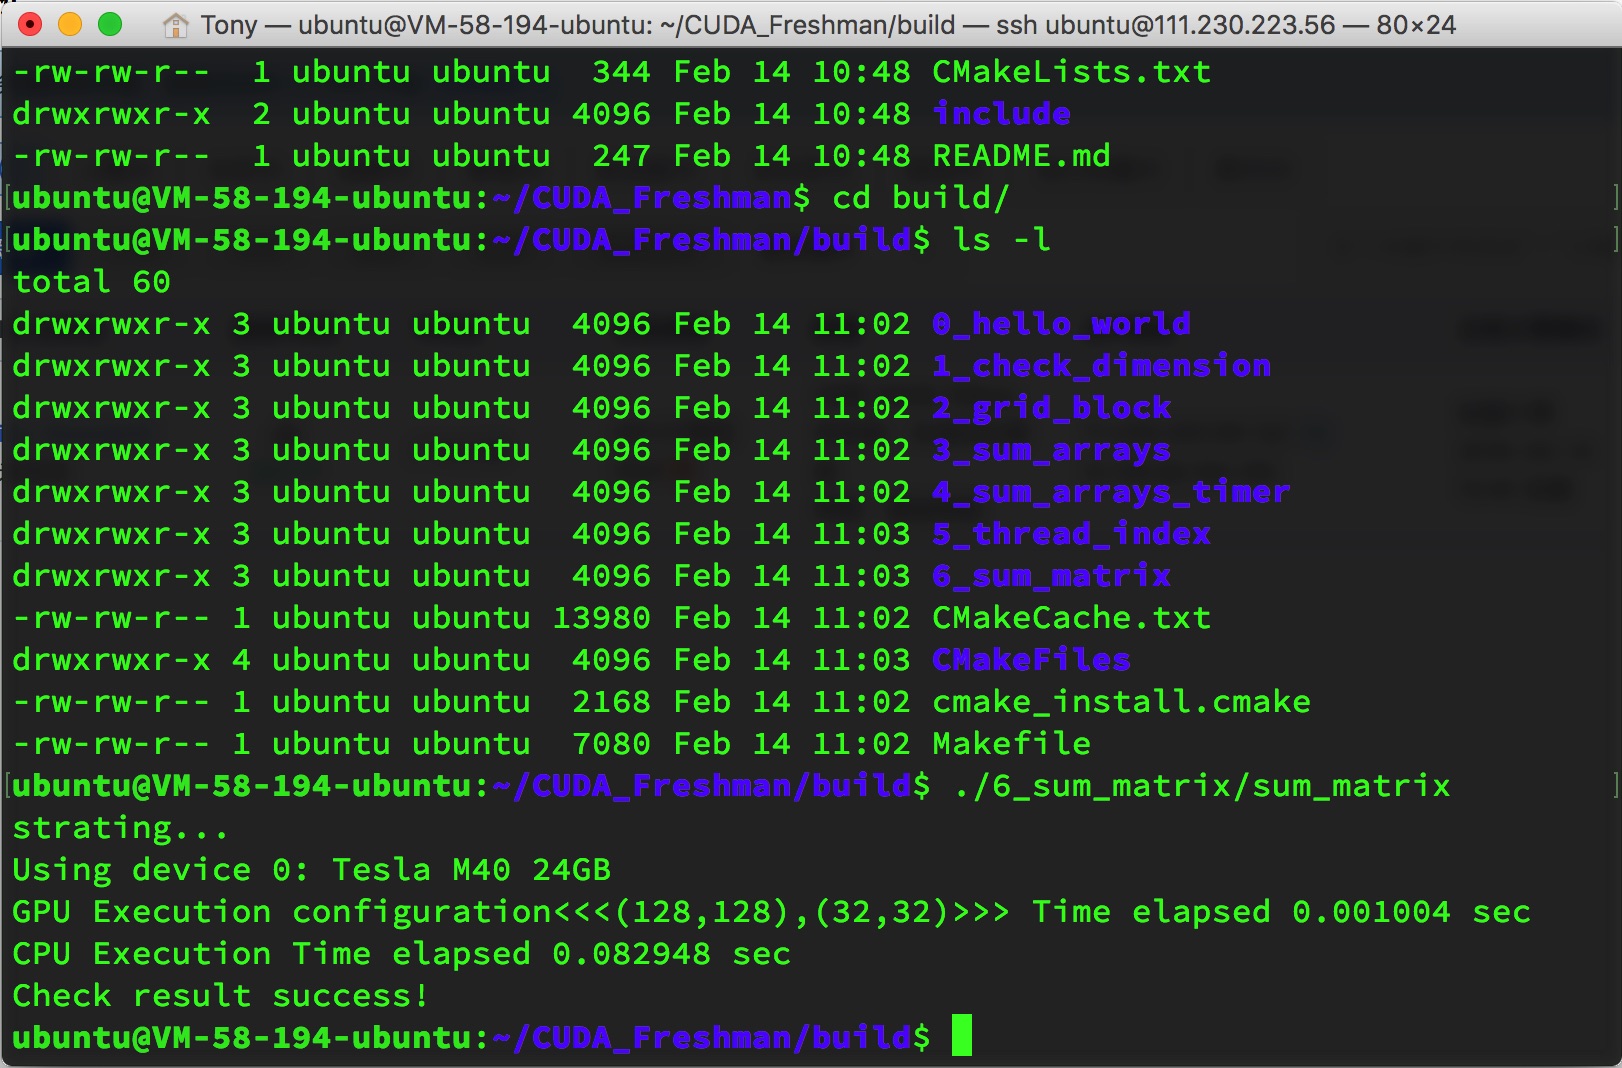 Tony — ubuntu@VM-58-194-ubuntu: ~/CUDA_Freshman/build — ssh ubuntu@111.230.223.56 — 80×24
-rw-rw-r--  1 ubuntu ubuntu  344 Feb 14 10:48 CMakeLists.txt
drwxrwxr-x  2 ubuntu ubuntu 4096 Feb 14 10:48 include
-rw-rw-r--  1 ubuntu ubuntu  247 Feb 14 10:48 README.md
[ubuntu@VM-58-194-ubuntu:~/CUDA_Freshman$ cd build/ ]
[ubuntu@VM-58-194-ubuntu:~/CUDA_Freshman/build$ ls -l ]
total 60
drwxrwxr-x 3 ubuntu ubuntu  4096 Feb 14 11:02 0_hello_world
drwxrwxr-x 3 ubuntu ubuntu  4096 Feb 14 11:02 1_check_dimension
drwxrwxr-x 3 ubuntu ubuntu  4096 Feb 14 11:02 2_grid_block
drwxrwxr-x 3 ubuntu ubuntu  4096 Feb 14 11:02 3_sum_arrays
drwxrwxr-x 3 ubuntu ubuntu  4096 Feb 14 11:02 4_sum_arrays_timer
drwxrwxr-x 3 ubuntu ubuntu  4096 Feb 14 11:03 5_thread_index
drwxrwxr-x 3 ubuntu ubuntu  4096 Feb 14 11:03 6_sum_matrix
-rw-rw-r-- 1 ubuntu ubuntu 13980 Feb 14 11:02 CMakeCache.txt
drwxrwxr-x 4 ubuntu ubuntu  4096 Feb 14 11:03 CMakeFiles
-rw-rw-r-- 1 ubuntu ubuntu  2168 Feb 14 11:02 cmake_install.cmake
-rw-rw-r-- 1 ubuntu ubuntu  7080 Feb 14 11:02 Makefile
[ubuntu@VM-58-194-ubuntu:~/CUDA_Freshman/build$ ./6_sum_matrix/sum_matrix ]
strating...
Using device 0: Tesla M40 24GB
GPU Execution configuration<<<(128,128),(32,32)>>> Time elapsed 0.001004 sec
CPU Execution Time elapsed 0.082948 sec
Check result success!
ubuntu@VM-58-194-ubuntu:~/CUDA_Freshman/build$